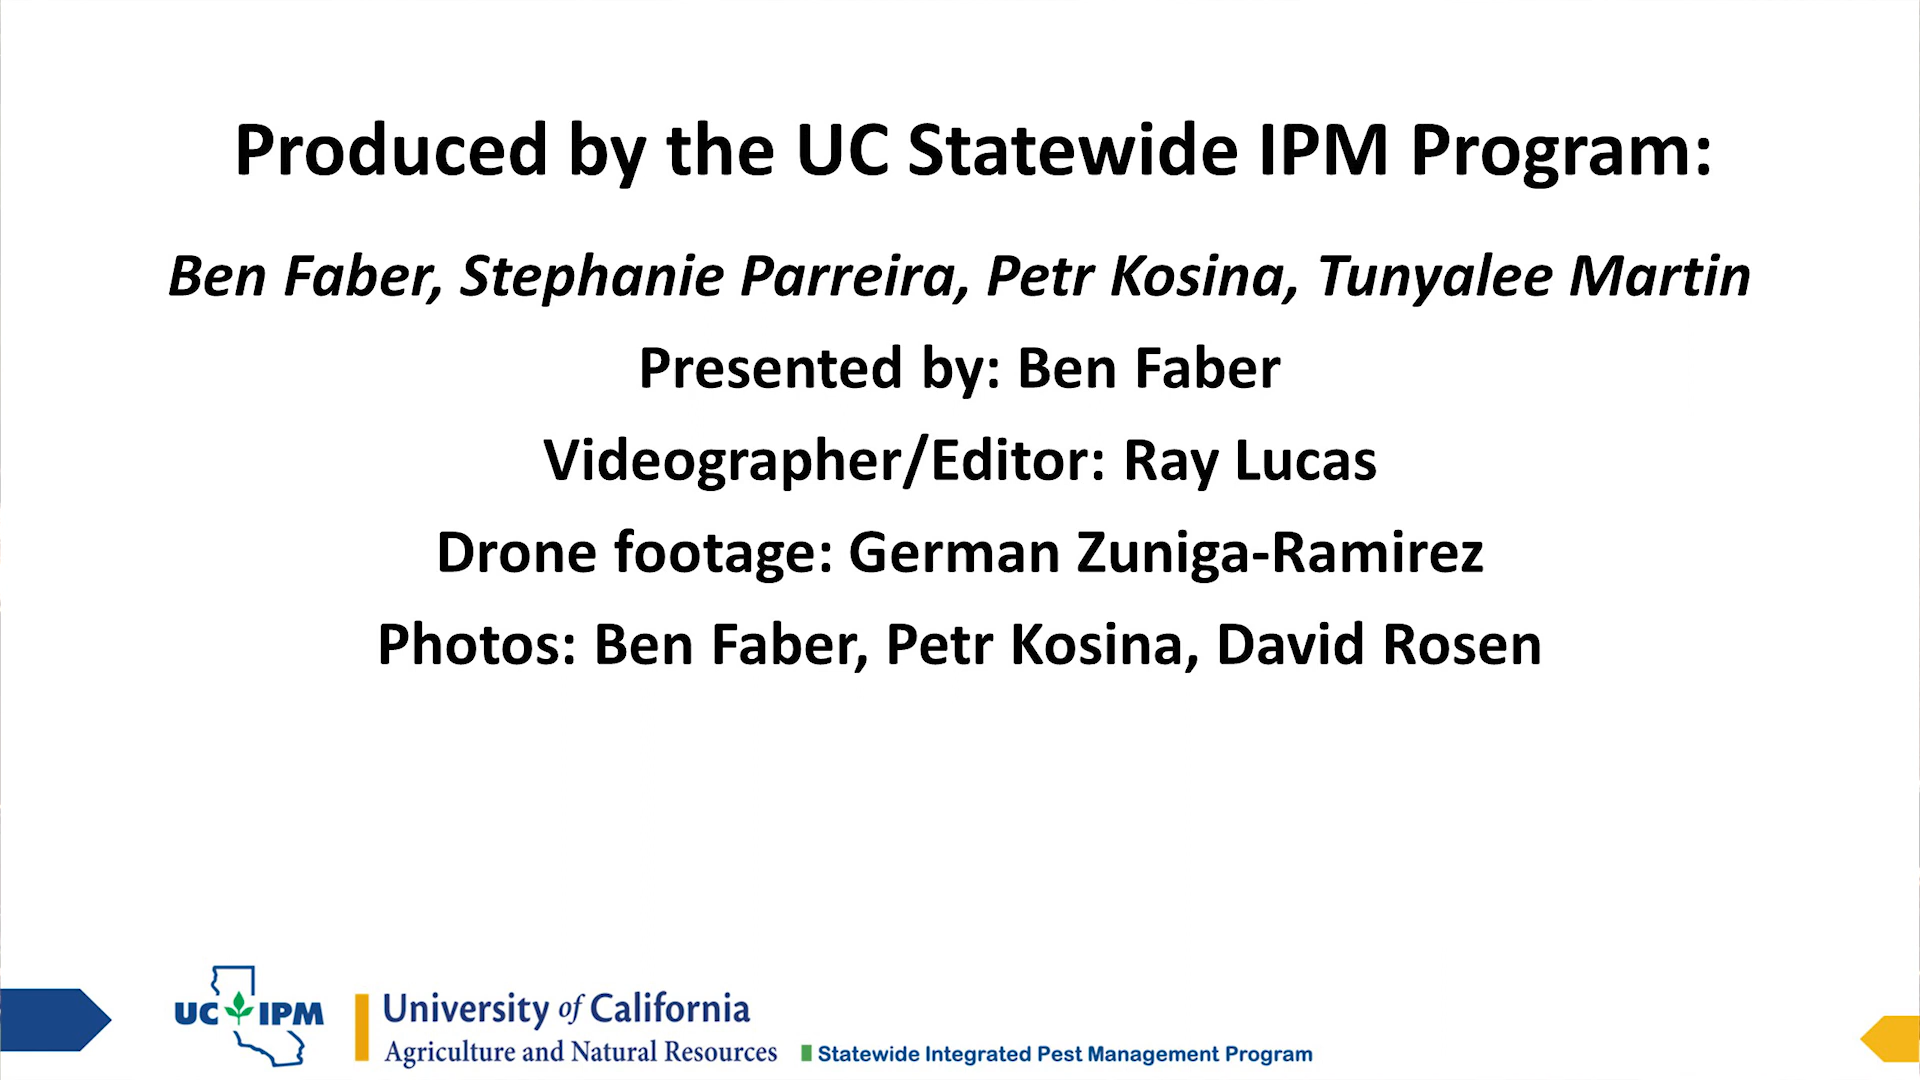 Produced by the UC Statewide IPM Program:
Ben Faber, Stephanie Parreira, Petr Kosina, Tunyalee Martin
Presented by: Ben Faber
Videographer/Editor: Ray Lucas
Drone footage: German Zuniga-Ramirez
Photos: Ben Faber, Petr Kosina, David Rosen
UC IPM
University of California
Agriculture and Natural Resources
Statewide Integrated Pest Management Program